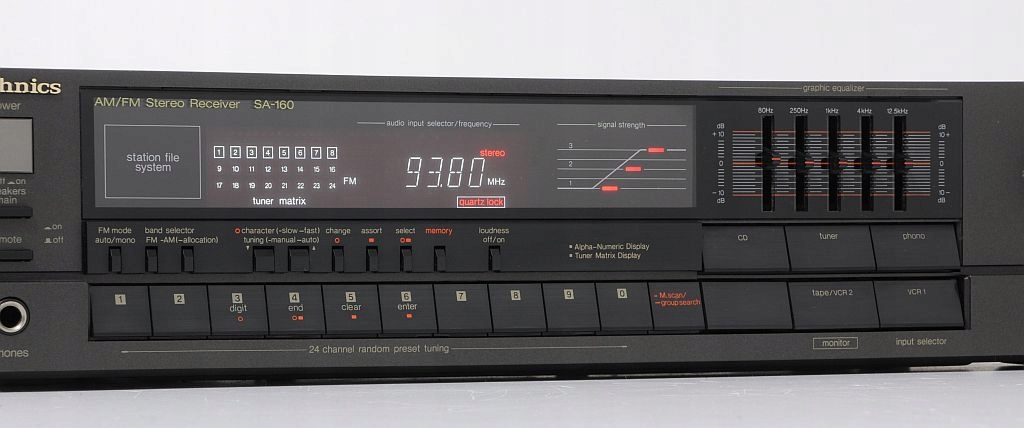 hnics
AM/FM Stereo Receiver SA-160
graphic equalizer
ower
audio input selector/frequency
signal strength
80Hz 250Hz 1kHz 4kHz 12.5kHz
dB dB
+10 +10
0 0
-10 -10
dB dB
station file
system
1 2 3 4 5 6 7 8
9 10 11 12 13 14 15 16
17 18 19 20 21 22 23 24
tuner matrix
FM
stereo
93.80 MHz
quartz lock
3
2
1
off on
eakers
main
emote
on
off
FM mode
auto/mono
band selector
FM -AM(-allocation)
character (-slow -fast)
tuning (-manual -auto)
change
assort
select
memory
loudness
off/on
Alpha-Numeric Display
Tuner Matrix Display
CD
tuner
phono
1 2 3 4 5 6 7 8 9 0
digit end clear enter
M.scan/
group search
tape/VCR 2
VCR 1
hones
24 channel random preset tuning
monitor
input selector